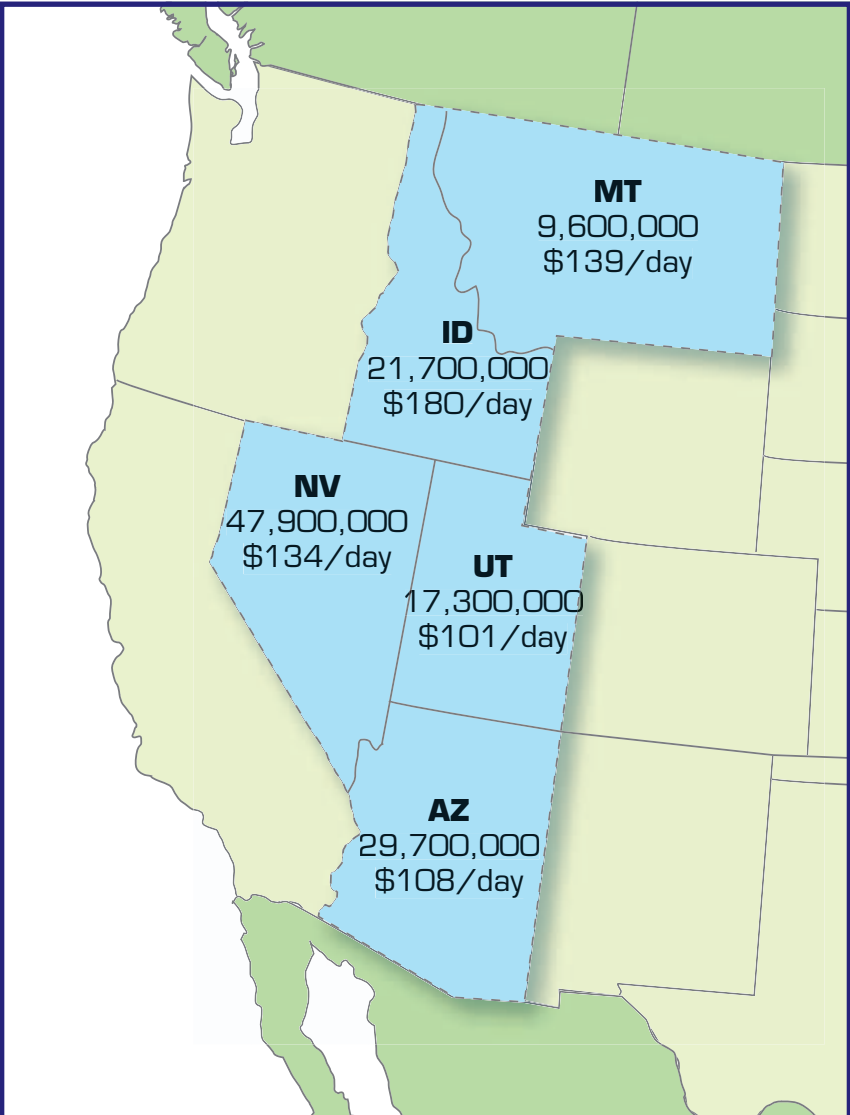 MT
9,600,000
$139/day
ID
21,700,000
$180/day
NV
47,900,000
$134/day
UT
17,300,000
$101/day
AZ
29,700,000
$108/day